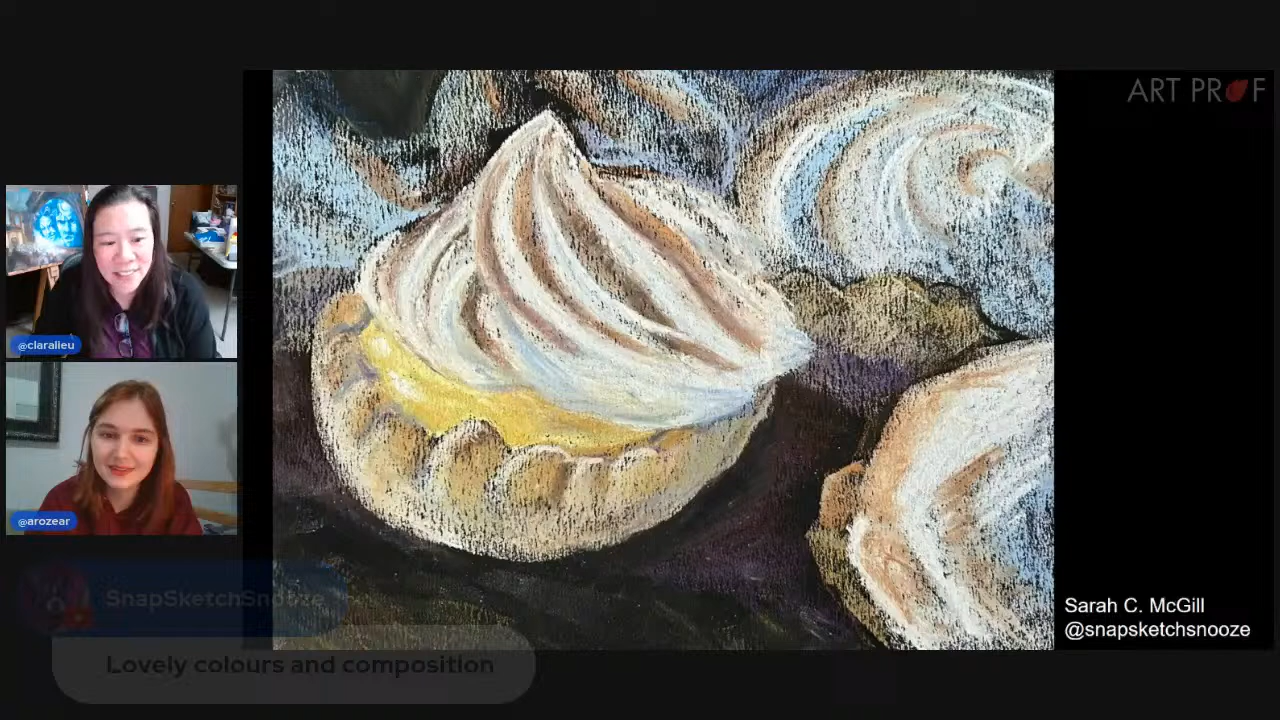 ART PROF
@claralieu
@arozear
SnapSketchSnooze
Lovely colours and composition
Sarah C. McGill
@snapsketchsnooze